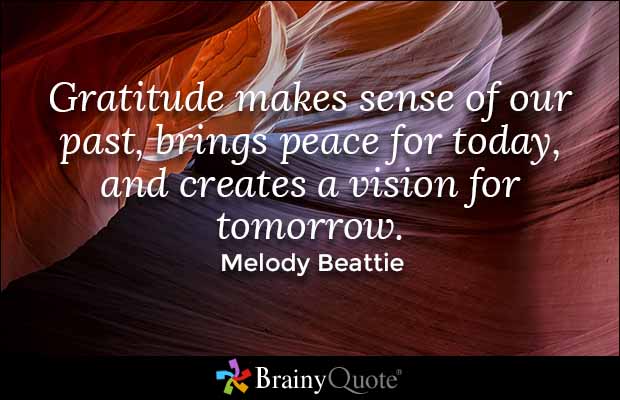 Gratitude makes sense of our
past, brings peace for today,
and creates a vision for
tomorrow.
Melody Beattie
BrainyQuote®